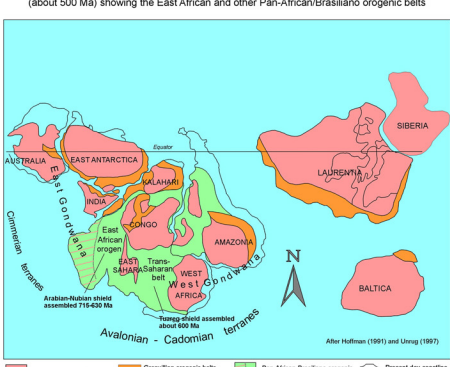 (about 500 Ma) showing the East African and other Pan-African/Brasiliano orogenic belts
SIBERIA
Equator
AUSTRALIA
EAST ANTARCTICA
LAURENTIA
KALAHARI
INDIA
East Gondwana
CONGO
East
African
orogen
AMAZONIA
Cimmerian terranes
EAST
SAHARA
Trans-
Saharan
belt
WEST
AFRICA
West Gondwana
N
BALTICA
Arabian-Nubian shield
assembled 715-630 Ma
Tuareg shield assembled
about 600 Ma
Avalonian - Cadomian terranes
After Hoffman (1991) and Unrug (1997)